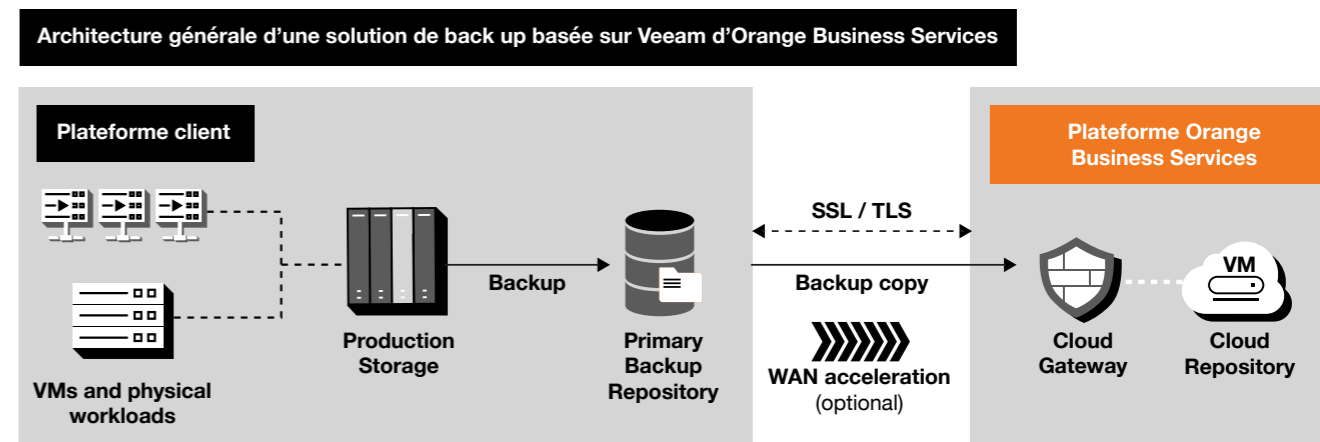 Architecture générale d'une solution de back up basée sur Veeam d'Orange Business Services
Plateforme client
Plateforme Orange
Business Services
VMs and physical
workloads
Production
Storage
Backup
Primary
Backup
Repository
SSL / TLS
Backup copy
WAN acceleration
(optional)
Cloud
Gateway
VM
Cloud
Repository